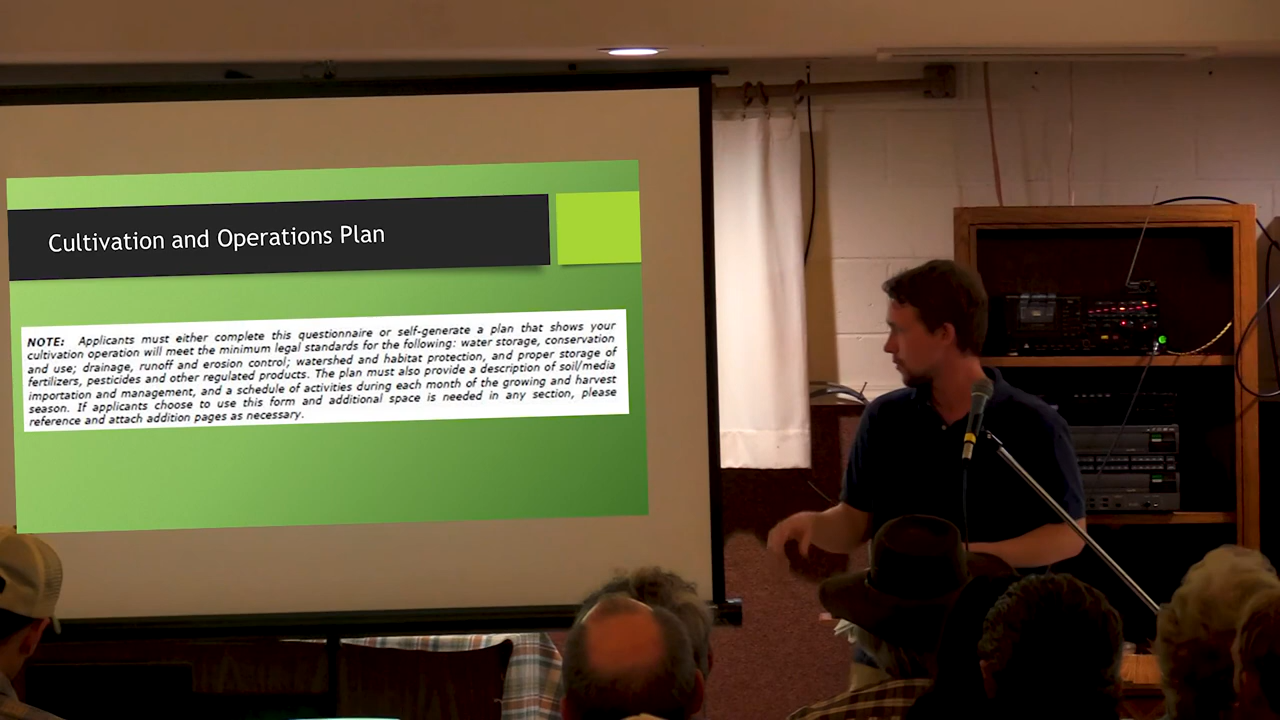 Cultivation and Operations Plan
NOTE: Applicants must either complete this questionnaire or self-generate a plan that shows your
cultivation operation will meet the minimum legal standards for the following: water storage, conservation
and use; drainage, runoff and erosion control; watershed and habitat protection, and proper storage of
fertilizers, pesticides and other regulated products. The plan must also provide a description of soil/media
importation and management, and a schedule of activities during each month of the growing and harvest
season. If applicants choose to use this form and additional space is needed in any section, please
reference and attach addition pages as necessary.